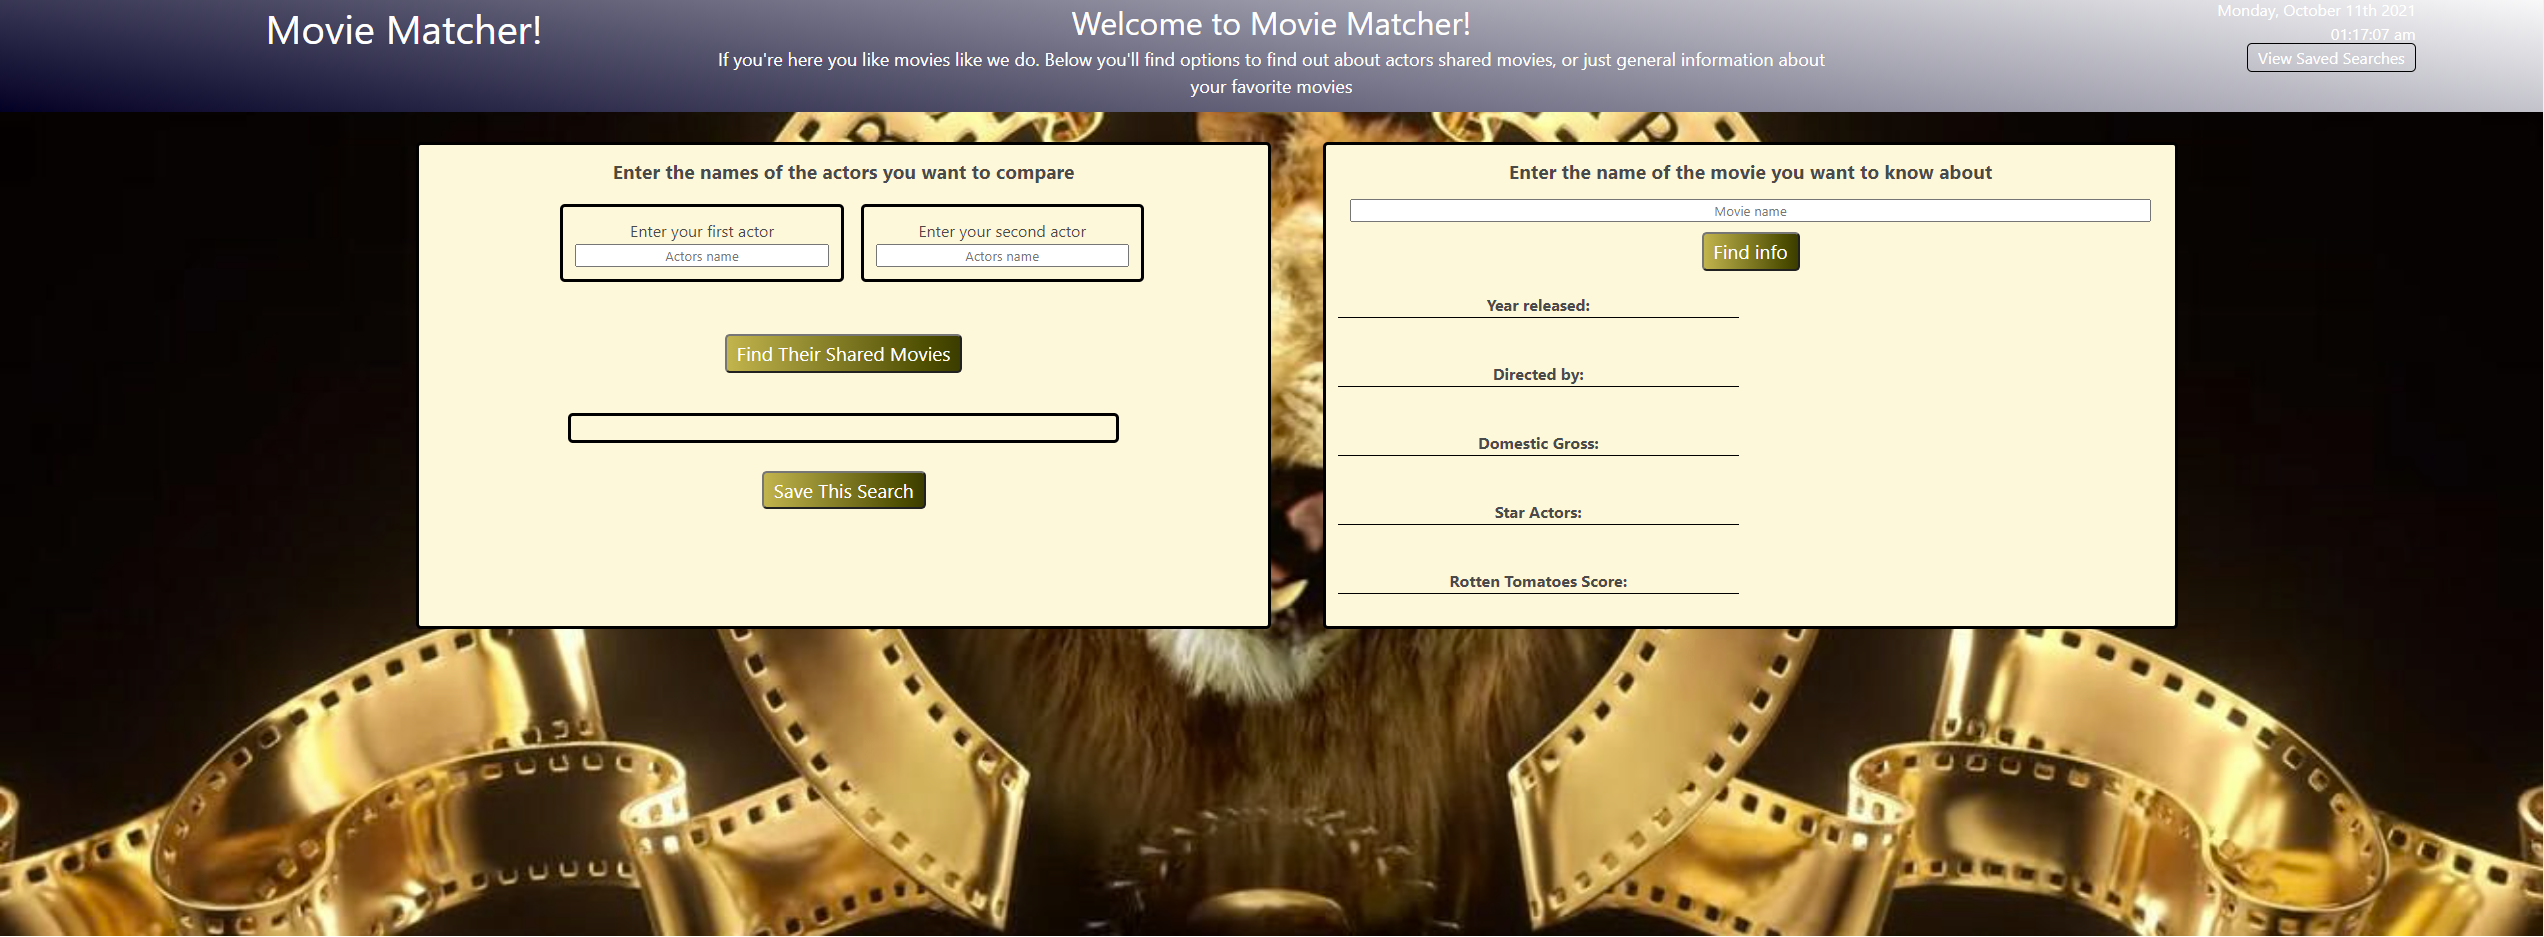 Movie Matcher!
Welcome to Movie Matcher!
If you're here you like movies like we do. Below you'll find options to find out about actors shared movies, or just general information about
your favorite movies
Monday, October 11th 2021
01:17:07 am
View Saved Searches
Enter the names of the actors you want to compare
Enter your first actor
Actors name
Enter your second actor
Actors name
Find Their Shared Movies
Save This Search
Enter the name of the movie you want to know about
Movie name
Find info
Year released:
Directed by:
Domestic Gross:
Star Actors:
Rotten Tomatoes Score: